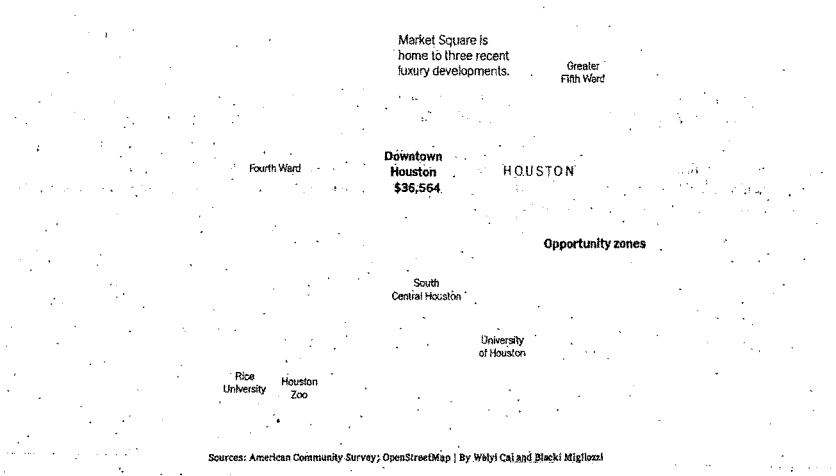 Market Square is
home to three recent
luxury developments.
Greater
Fifth Ward
Fourth Ward
Downtown
Houston
$36,564
HOUSTON
Opportunity zones
South
Central Houston
University
of Houston
Rice
University
Houston
Zoo
Sources: American Community Survey; OpenStreetMap | By Weiyi Cai and Blacki Migliozzi